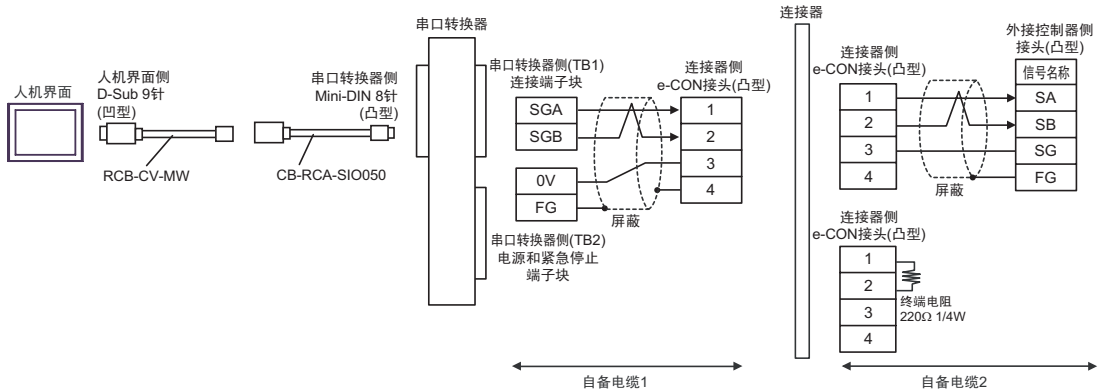 人机界面
人机界面侧
D-Sub 9针
(凹型)
RCB-CV-MW
串口转换器侧
Mini-DIN 8针
(凸型)
CB-RCA-SIO050
串口转换器
串口转换器侧(TB1)
连接端子块
SGA
SGB
0V
FG
串口转换器侧(TB2)
电源和紧急停止
端子块
屏蔽
连接器侧
e-CON接头(凸型)
1
2
3
4
自备电缆1
连接器
连接器侧
e-CON接头(凸型)
1
2
3
4
屏蔽
外接控制器侧
接头(凸型)
信号名称
SA
SB
SG
FG
连接器侧
e-CON接头(凸型)
1
2
3
4
终端电阻
220Ω 1/4W
自备电缆2